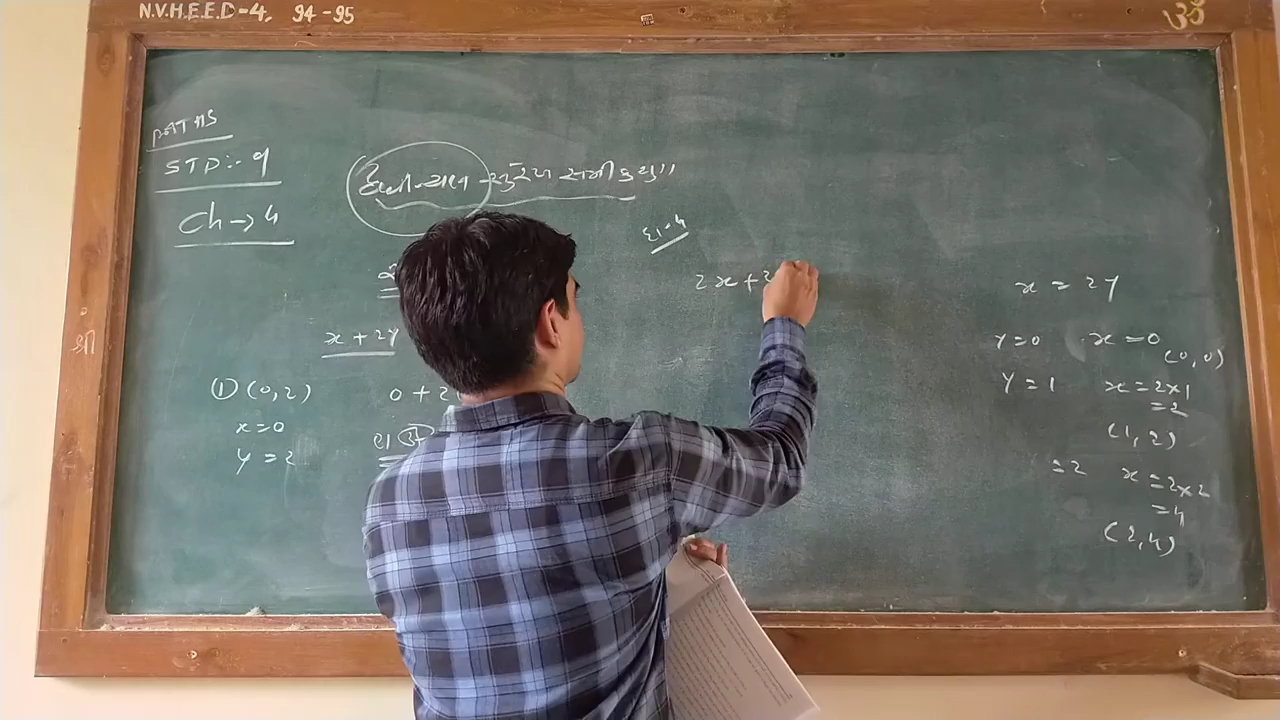 N.V.H.E.E.D-4, 94-95
ૐ
શ્રી
MATHS
STD:- 9
Ch → 4
દ્વિચલ સુરેખ સમીકરણ
દા-4
2x + 3
x + 2y
① (0,2)
x=0
y = 2
0 + 2
x = 2y
y=0 x=0
(0,0)
y = 1 x = 2×1
= 2
(1, 2)
=2 x = 2×2
= 4
(2,4)